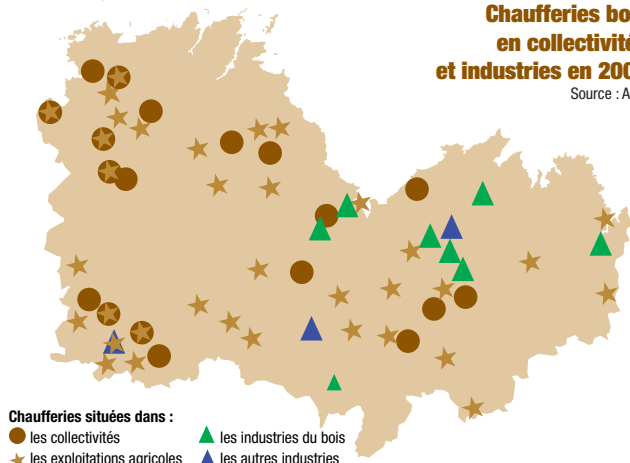 Chaufferies bo
en collectivité
et industries en 200
Source : A
Chaufferies situées dans :
les collectivités
les industries du bois
les exploitations agricoles
les autres industries